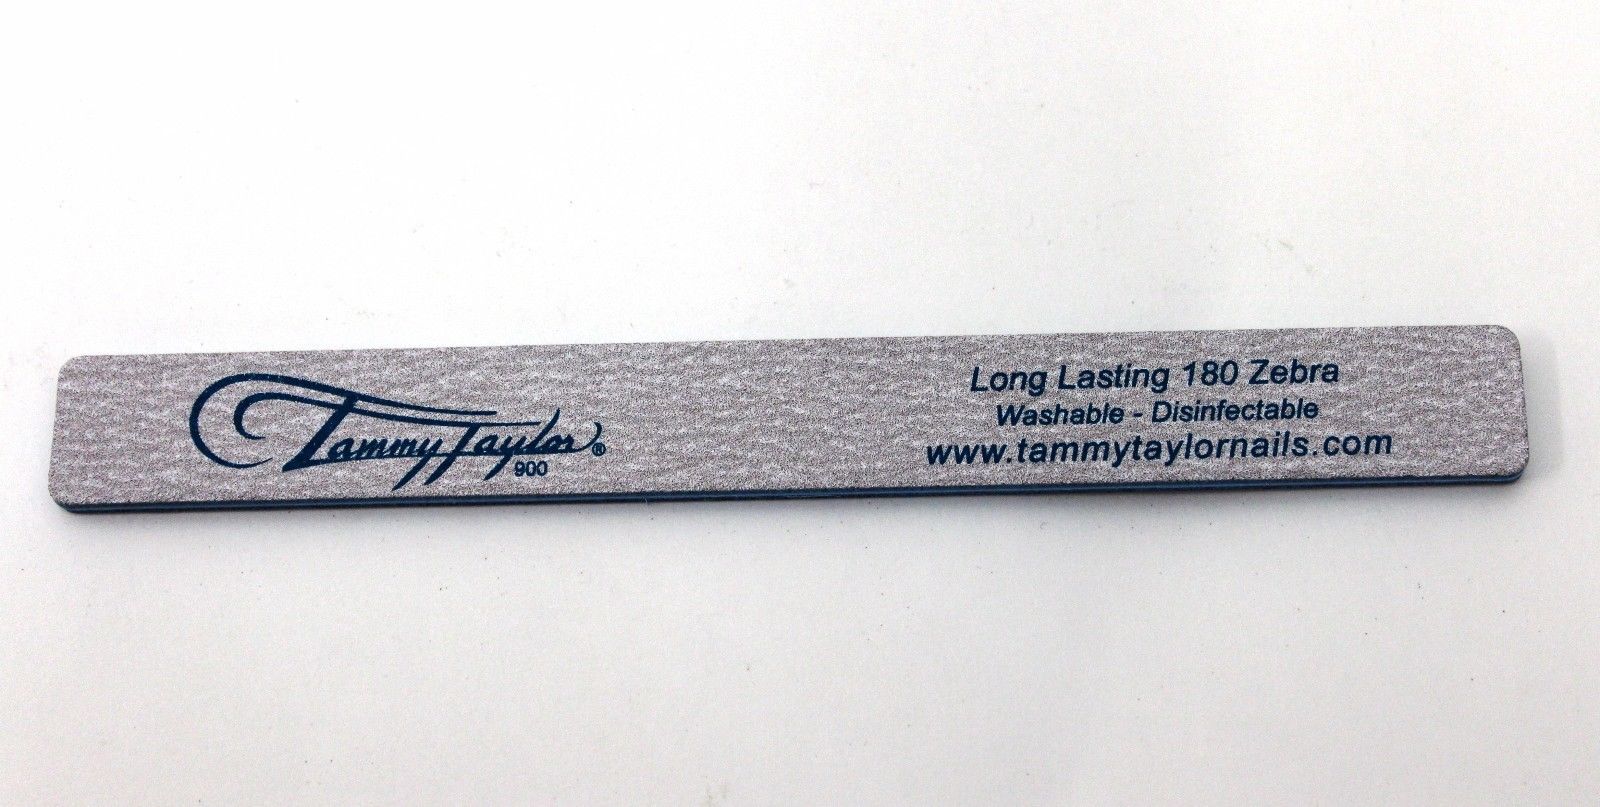 Tammy Taylor®
900
Long Lasting 180 Zebra
Washable - Disinfectable
www.tammytaylornails.com